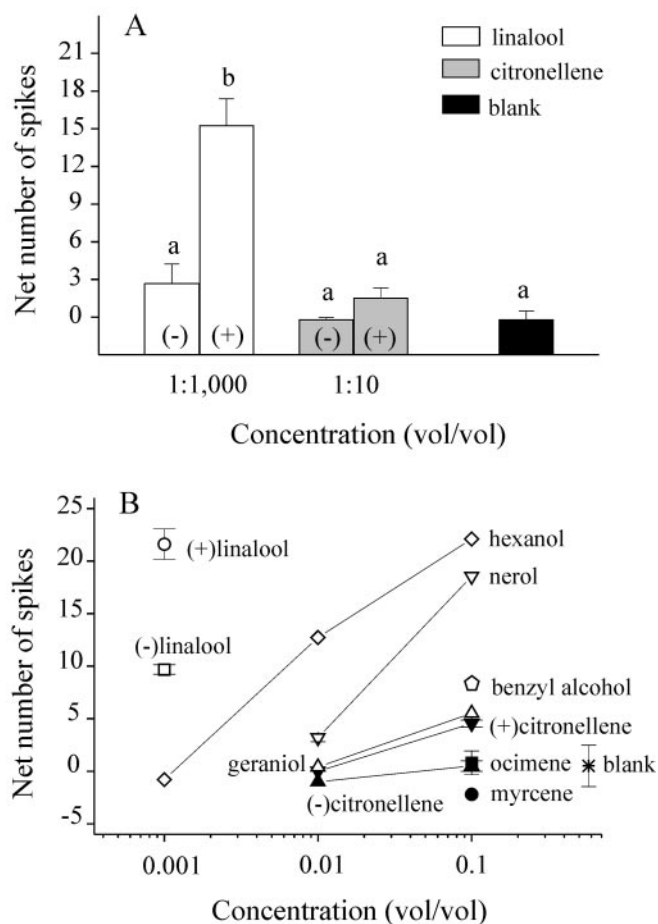 A
linalool
citronellene
blank
Net number of spikes
21
18
15
12
9
6
3
0
a
b
a
a
a
(-)
(+)
(-)
(+)
1:1,000
1:10
Concentration (vol/vol)
B
Net number of spikes
25
20
15
10
5
0
-5
(+)linalool
(-)linalool
hexanol
nerol
benzyl alcohol
(+)citronellene
geraniol
ocimene
blank
(-)citronellene
myrcene
0.001
0.01
0.1
Concentration (vol/vol)